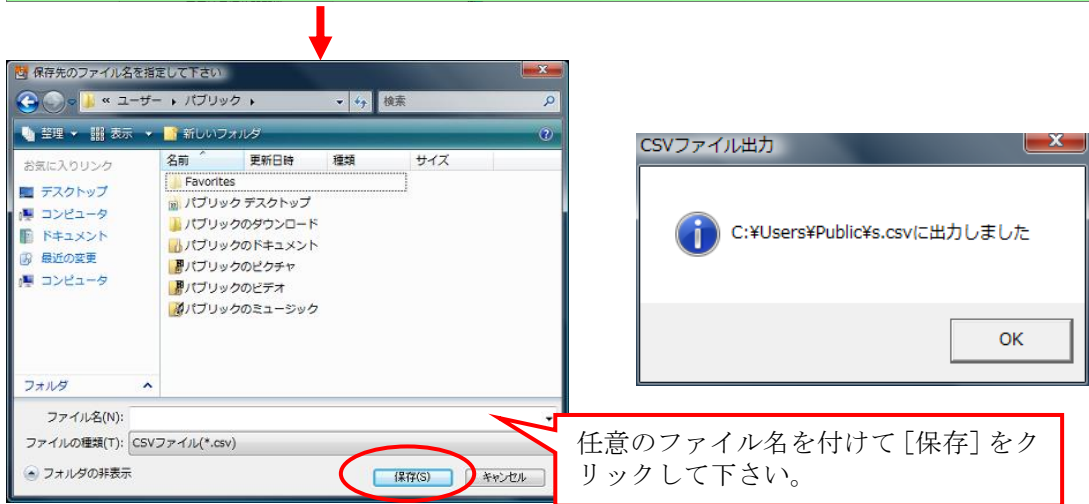 保存先のファイル名を指定して下さい
« ユーザー ▸ パブリック ▸
検索
整理 ▼ 表示 ▼ 新しいフォルダ
お気に入りリンク
デスクトップ
コンピュータ
ドキュメント
最近の変更
コンピュータ
フォルダ
名前 更新日時 種類 サイズ
Favorites
パブリック デスクトップ
パブリックのダウンロード
パブリックのドキュメント
パブリックのピクチャ
パブリックのビデオ
パブリックのミュージック
ファイル名(N):
ファイルの種類(T): CSVファイル(*.csv)
フォルダの非表示
保存(S) キャンセル
CSVファイル出力
C:¥Users¥Public¥s.csvに出力しました
OK
任意のファイル名を付けて[保存]をク
リックして下さい。